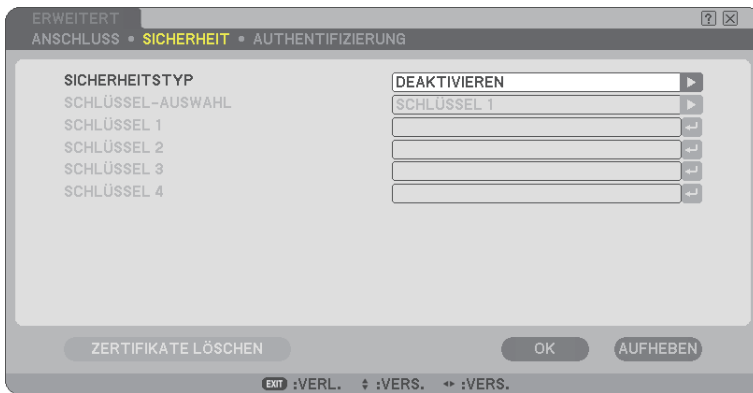 ERWEITERT
ANSCHLUSS • SICHERHEIT • AUTHENTIFIZIERUNG
SICHERHEITSTYP DEAKTIVIEREN
SCHLÜSSEL-AUSWAHL SCHLÜSSEL 1
SCHLÜSSEL 1
SCHLÜSSEL 2
SCHLÜSSEL 3
SCHLÜSSEL 4
ZERTIFIKATE LÖSCHEN OK AUFHEBEN
EXIT :VERL. :VERS. :VERS.